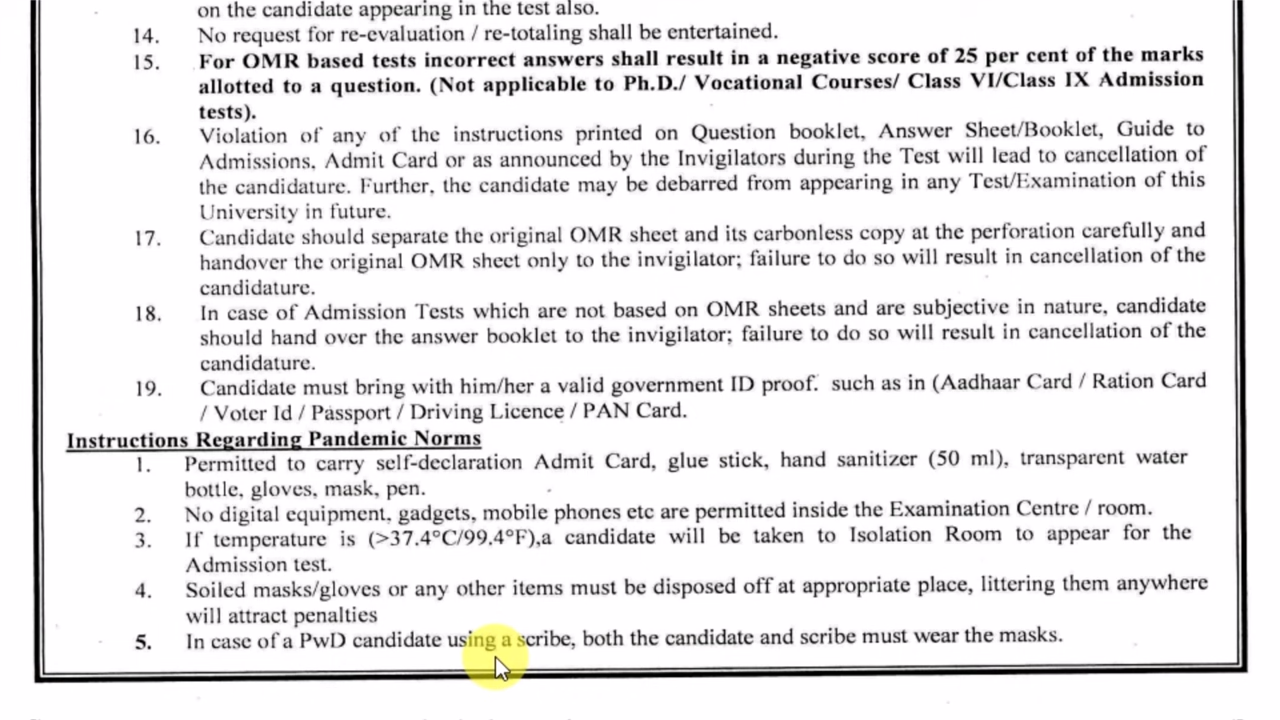 on the candidate appearing in the test also.
14. No request for re-evaluation / re-totaling shall be entertained.
15. For OMR based tests incorrect answers shall result in a negative score of 25 per cent of the marks
allotted to a question. (Not applicable to Ph.D./ Vocational Courses/ Class VI/Class IX Admission
tests).
16. Violation of any of the instructions printed on Question booklet, Answer Sheet/Booklet, Guide to
Admissions, Admit Card or as announced by the Invigilators during the Test will lead to cancellation of
the candidature. Further, the candidate may be debarred from appearing in any Test/Examination of this
University in future.
17. Candidate should separate the original OMR sheet and its carbonless copy at the perforation carefully and
handover the original OMR sheet only to the invigilator; failure to do so will result in cancellation of the
candidature.
18. In case of Admission Tests which are not based on OMR sheets and are subjective in nature, candidate
should hand over the answer booklet to the invigilator; failure to do so will result in cancellation of the
candidature.
19. Candidate must bring with him/her a valid government ID proof. such as in (Aadhaar Card / Ration Card
/ Voter Id / Passport / Driving Licence / PAN Card.
Instructions Regarding Pandemic Norms
1. Permitted to carry self-declaration Admit Card, glue stick, hand sanitizer (50 ml), transparent water
bottle, gloves, mask, pen.
2. No digital equipment, gadgets, mobile phones etc are permitted inside the Examination Centre / room.
3. If temperature is (>37.4°C/99.4°F),a candidate will be taken to Isolation Room to appear for the
Admission test.
4. Soiled masks/gloves or any other items must be disposed off at appropriate place, littering them anywhere
will attract penalties
5. In case of a PwD candidate using a scribe, both the candidate and scribe must wear the masks.